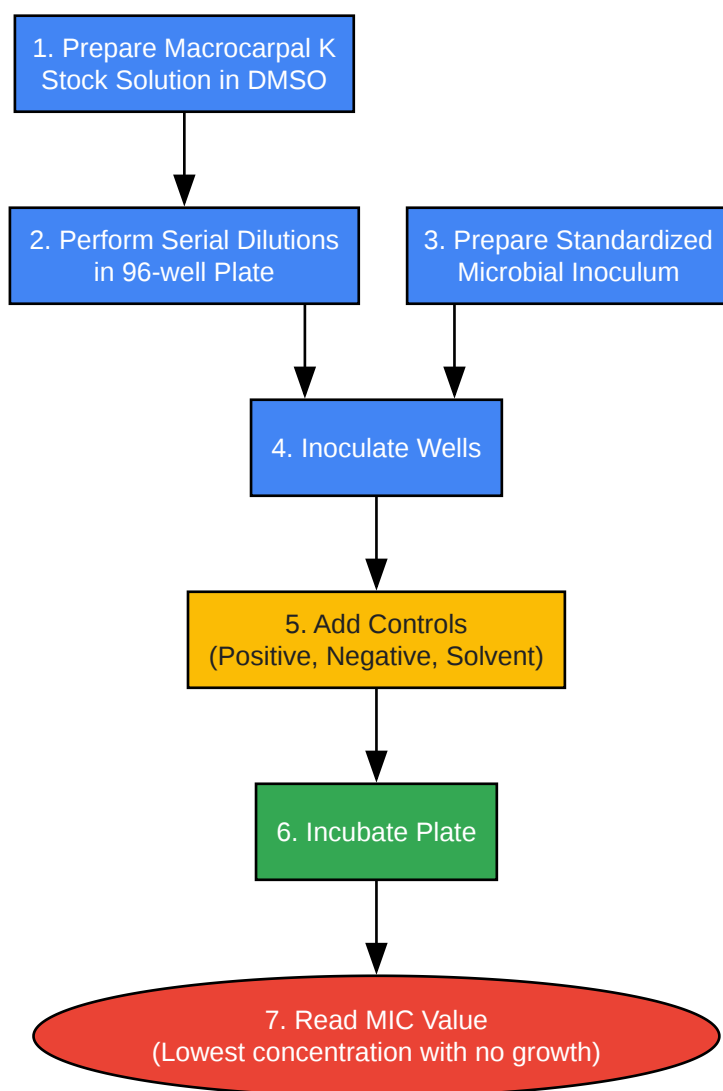 1. Prepare Macrocarpal K
Stock Solution in DMSO
2. Perform Serial Dilutions
in 96-well Plate
3. Prepare Standardized
Microbial Inoculum
4. Inoculate Wells
5. Add Controls
(Positive, Negative, Solvent)
6. Incubate Plate
7. Read MIC Value
(Lowest concentration with no growth)